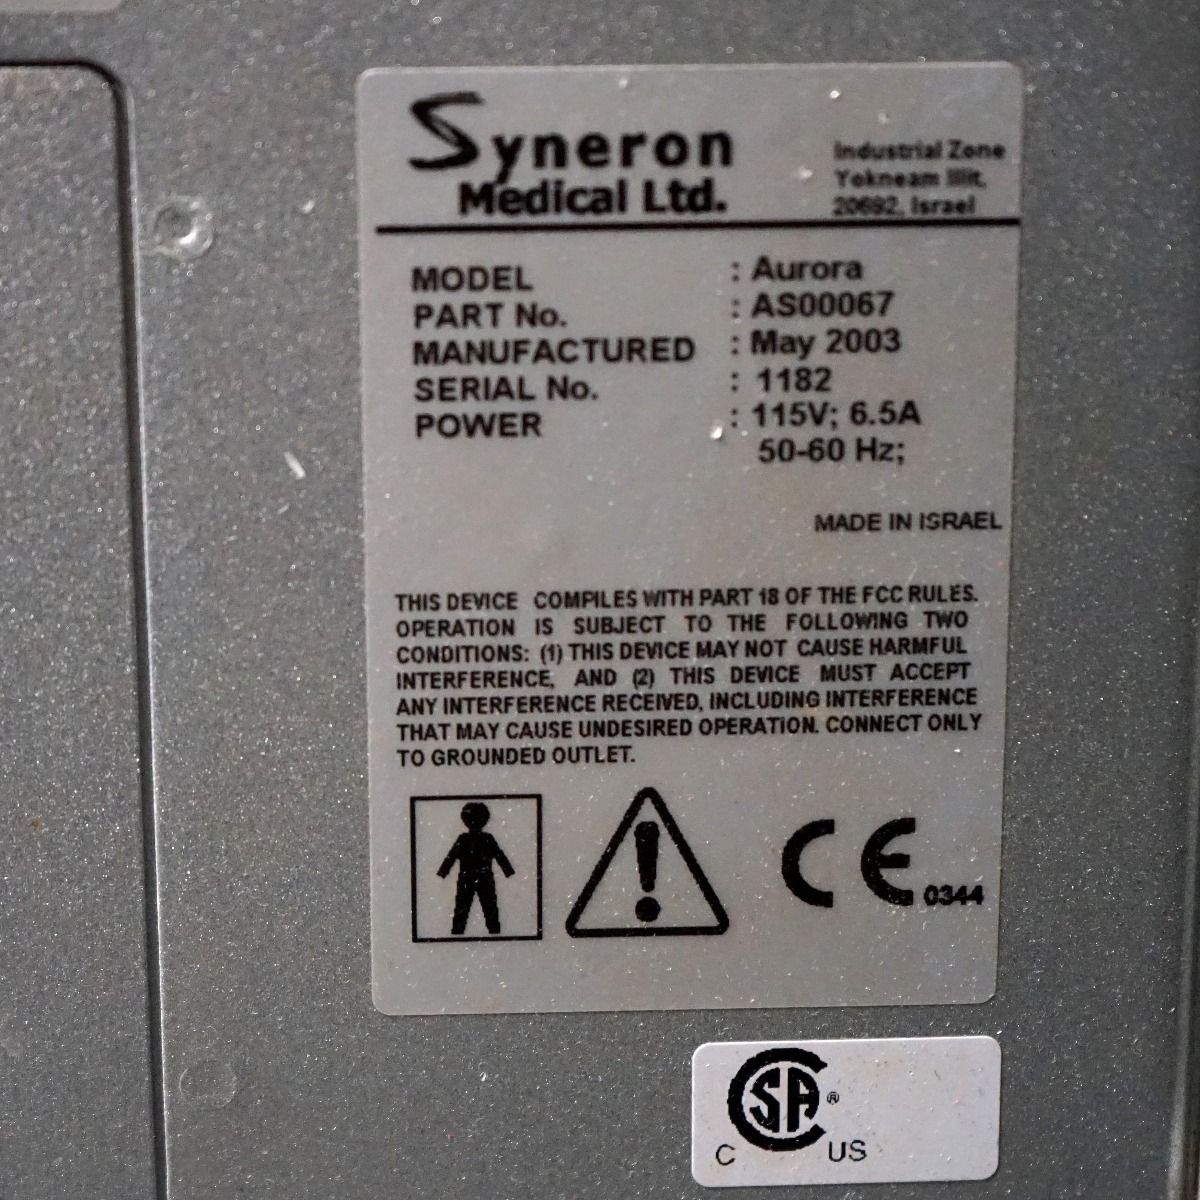 Syneron
Medical Ltd.
Industrial Zone
Yokneam Illit,
20692, Israel
MODEL : Aurora
PART No. : AS00067
MANUFACTURED : May 2003
SERIAL No. : 1182
POWER : 115V; 6.5A
50-60 Hz;
MADE IN ISRAEL
THIS DEVICE COMPILES WITH PART 18 OF THE FCC RULES.
OPERATION IS SUBJECT TO THE FOLLOWING TWO
CONDITIONS: (1) THIS DEVICE MAY NOT CAUSE HARMFUL
INTERFERENCE, AND (2) THIS DEVICE MUST ACCEPT
ANY INTERFERENCE RECEIVED, INCLUDING INTERFERENCE
THAT MAY CAUSE UNDESIRED OPERATION. CONNECT ONLY
TO GROUNDED OUTLET.
CE 0344
CSA ®
C US